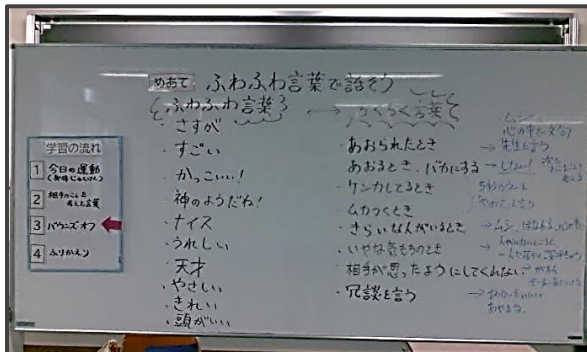 めあて ふわふわ言葉で話そう
ふわふわ言葉
・さすが
・すごい
・かっこいい!
・神のようだね!
・ナイス
・うれしい
・天才
・やさしい
・きれい
・頭がいい
ちくちく言葉
・あおられたとき
・あおるとき、バカにする
・ケンカしてるとき
・ムカつくとき
・きらいな人がいるとき
・いやな気もちのとき
・相手が思ったようにしてくれない
・冗談を言う
・ムシ
心の中で文句
先生に言う
学習の流れ
1 今日の運動
2 相手のことを考えた言葉
3 バウンズ・オフ
4 ふりかえり